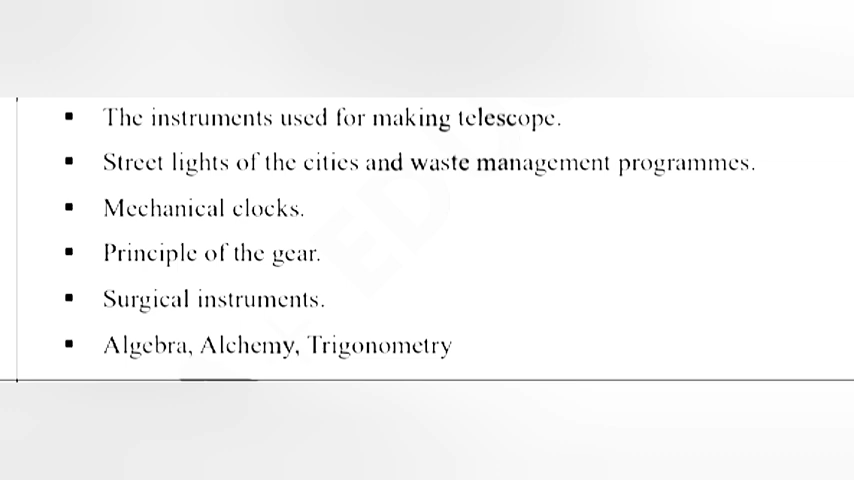 ▪ The instruments used for making telescope.
▪ Street lights of the cities and waste management programmes.
▪ Mechanical clocks.
▪ Principle of the gear.
▪ Surgical instruments.
▪ Algebra, Alchemy, Trigonometry